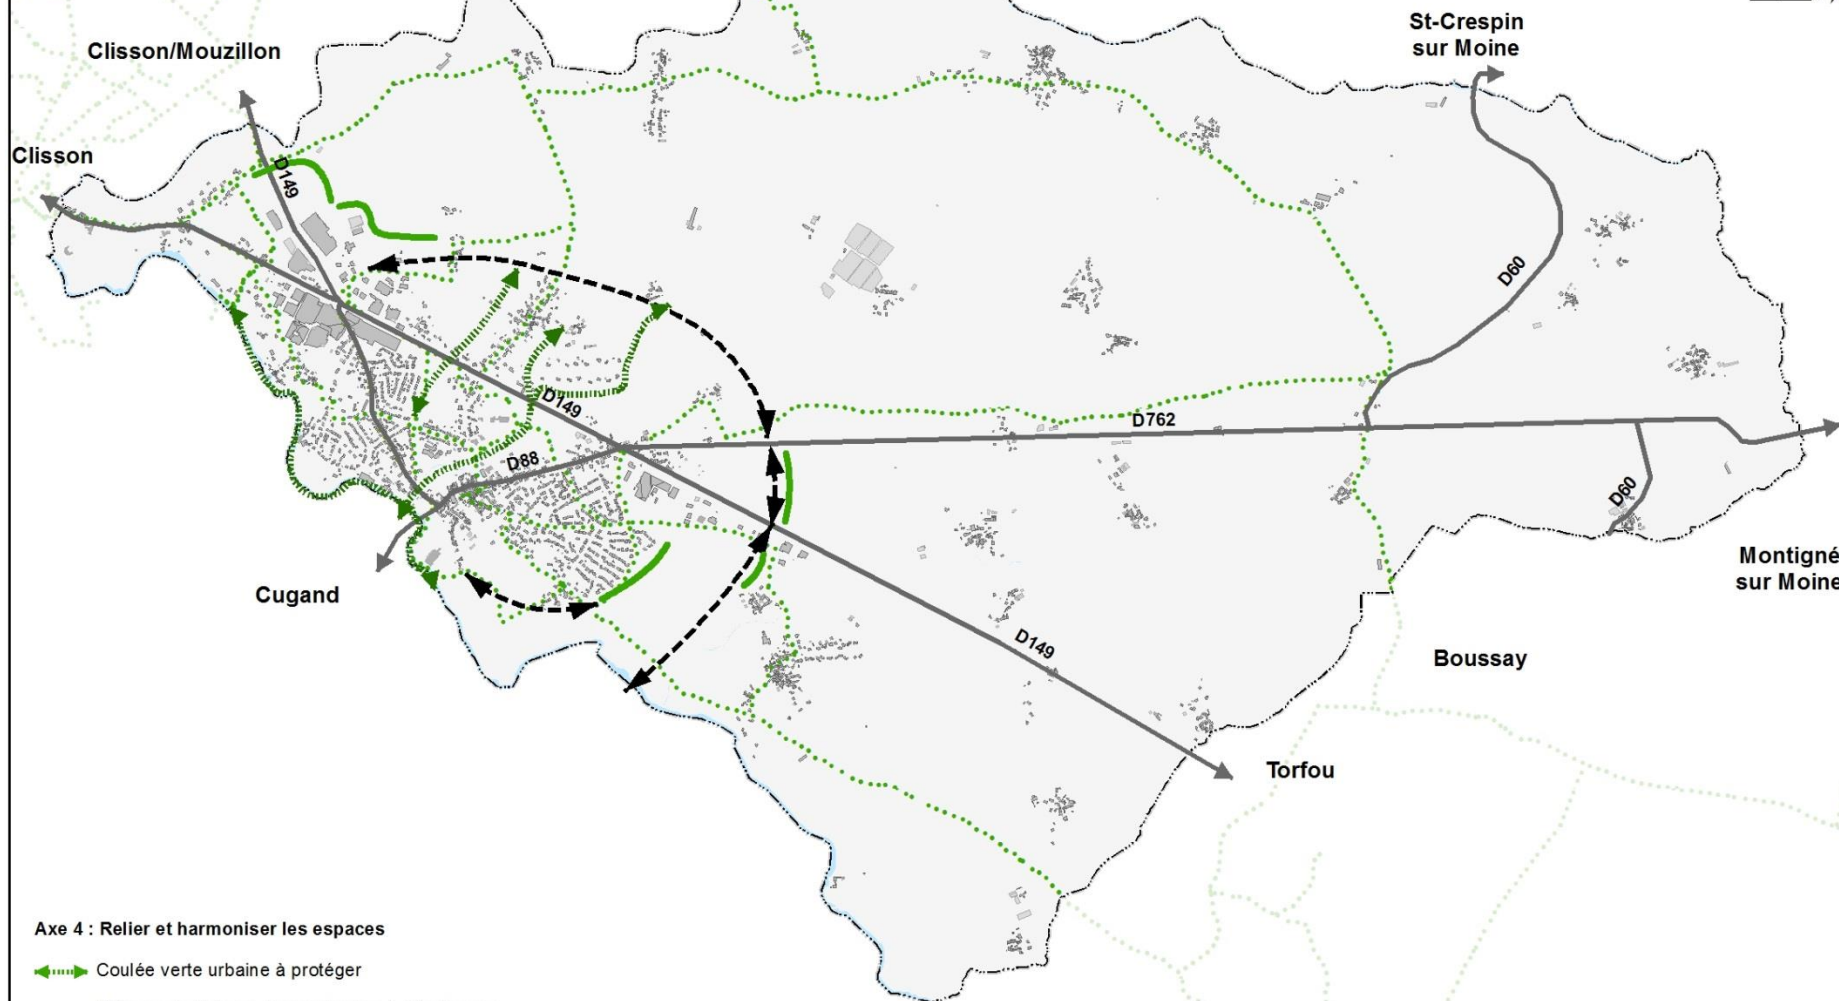 St-Crespin
sur Moine
Clisson/Mouzillon
Clisson
D149
D60
D149
D762
D88
D60
Montigné
sur Moine
Cugand
D149
Boussay
Torfou
Axe 4 : Relier et harmoniser les espaces
Coulée verte urbaine à protéger